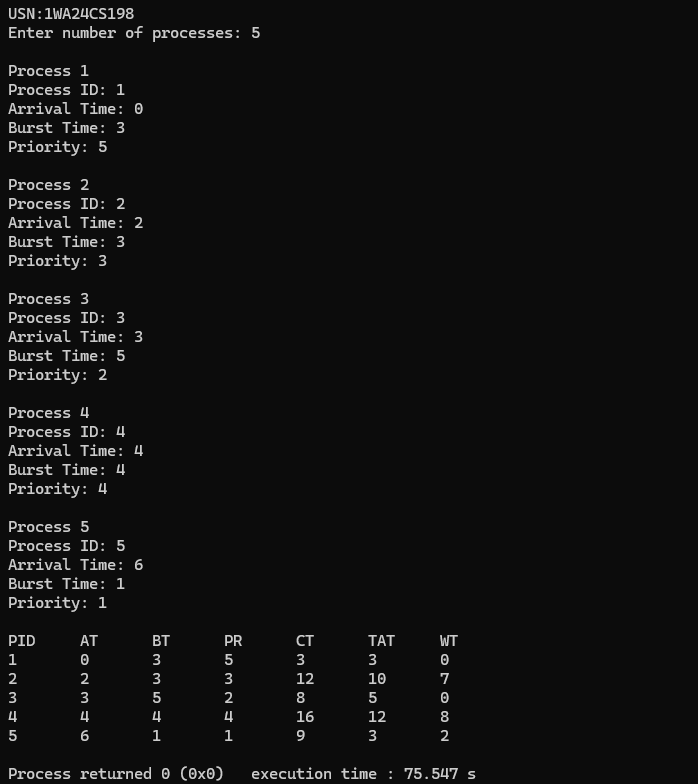 USN:1WA24CS198
Enter number of processes: 5

Process 1
Process ID: 1
Arrival Time: 0
Burst Time: 3
Priority: 5

Process 2
Process ID: 2
Arrival Time: 2
Burst Time: 3
Priority: 3

Process 3
Process ID: 3
Arrival Time: 3
Burst Time: 5
Priority: 2

Process 4
Process ID: 4
Arrival Time: 4
Burst Time: 4
Priority: 4

Process 5
Process ID: 5
Arrival Time: 6
Burst Time: 1
Priority: 1

PID     AT      BT      PR      CT      TAT     WT
1       0       3       5       3       3       0
2       2       3       3       12      10      7
3       3       5       2       8       5       0
4       4       4       4       16      12      8
5       6       1       1       9       3       2

Process returned 0 (0x0)   execution time : 75.547 s